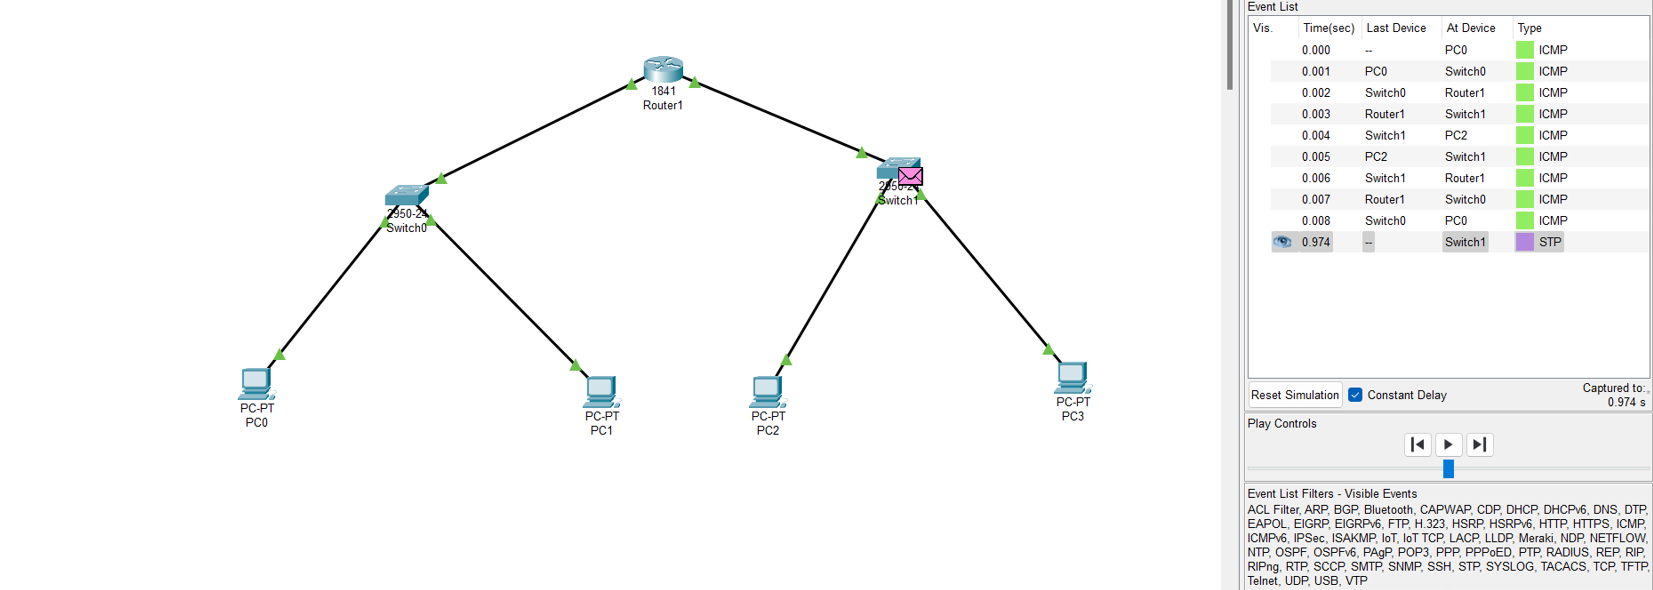 1841
Router1
2950-24
Switch0
2950-24
Switch1
PC-PT
PC0
PC-PT
PC1
PC-PT
PC2
PC-PT
PC3
Event List
Vis. Time(sec) Last Device At Device Type
0.000 -- PC0 ICMP
0.001 PC0 Switch0 ICMP
0.002 Switch0 Router1 ICMP
0.003 Router1 Switch1 ICMP
0.004 Switch1 PC2 ICMP
0.005 PC2 Switch1 ICMP
0.006 Switch1 Router1 ICMP
0.007 Router1 Switch0 ICMP
0.008 Switch0 PC0 ICMP
0.974 -- Switch1 STP
Reset Simulation Constant Delay
Captured to:
0.974 s
Play Controls
Event List Filters - Visible Events
ACL Filter, ARP, BGP, Bluetooth, CAPWAP, CDP, DHCP, DHCPv6, DNS, DTP,
EAPOL, EIGRP, EIGRPv6, FTP, H.323, HSRP, HSRPv6, HTTP, HTTPS, ICMP,
ICMPv6, IPSec, ISAKMP, IoT, IoT TCP, LACP, LLDP, Meraki, NDP, NETFLOW,
NTP, OSPF, OSPFv6, PAgP, POP3, PPP, PPPoED, PTP, RADIUS, REP, RIP,
RIPng, RTP, SCCP, SMTP, SNMP, SSH, STP, SYSLOG, TACACS, TCP, TFTP,
Telnet, UDP, USB, VTP